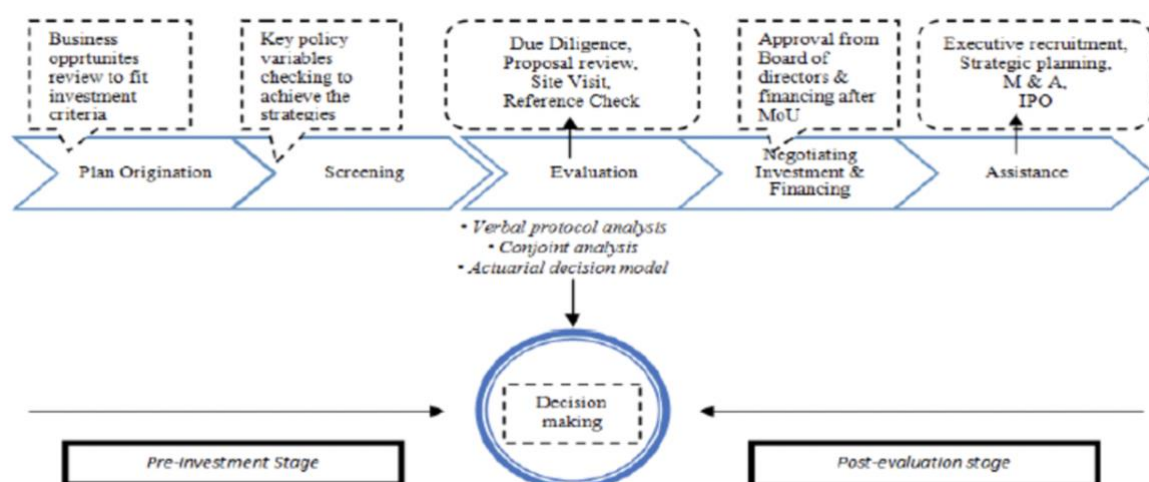 Business
opprtunites
review to fit
investment
criteria
Key policy
variables
checking to
achieve the
strategies
Due Diligence,
Proposal review,
Site Visit,
Reference Check
Approval from
Board of
directors &
financing after
MoU
Executive recruitment,
Strategic planning,
M & A,
IPO
Plan Origination
Screening
Evaluation
Negotiating
Investment &
Financing
Assistance
• Verbal protocol analysis
• Conjoint analysis
• Actuarial decision model
Decision
making
Pre-investment Stage
Post-evaluation stage